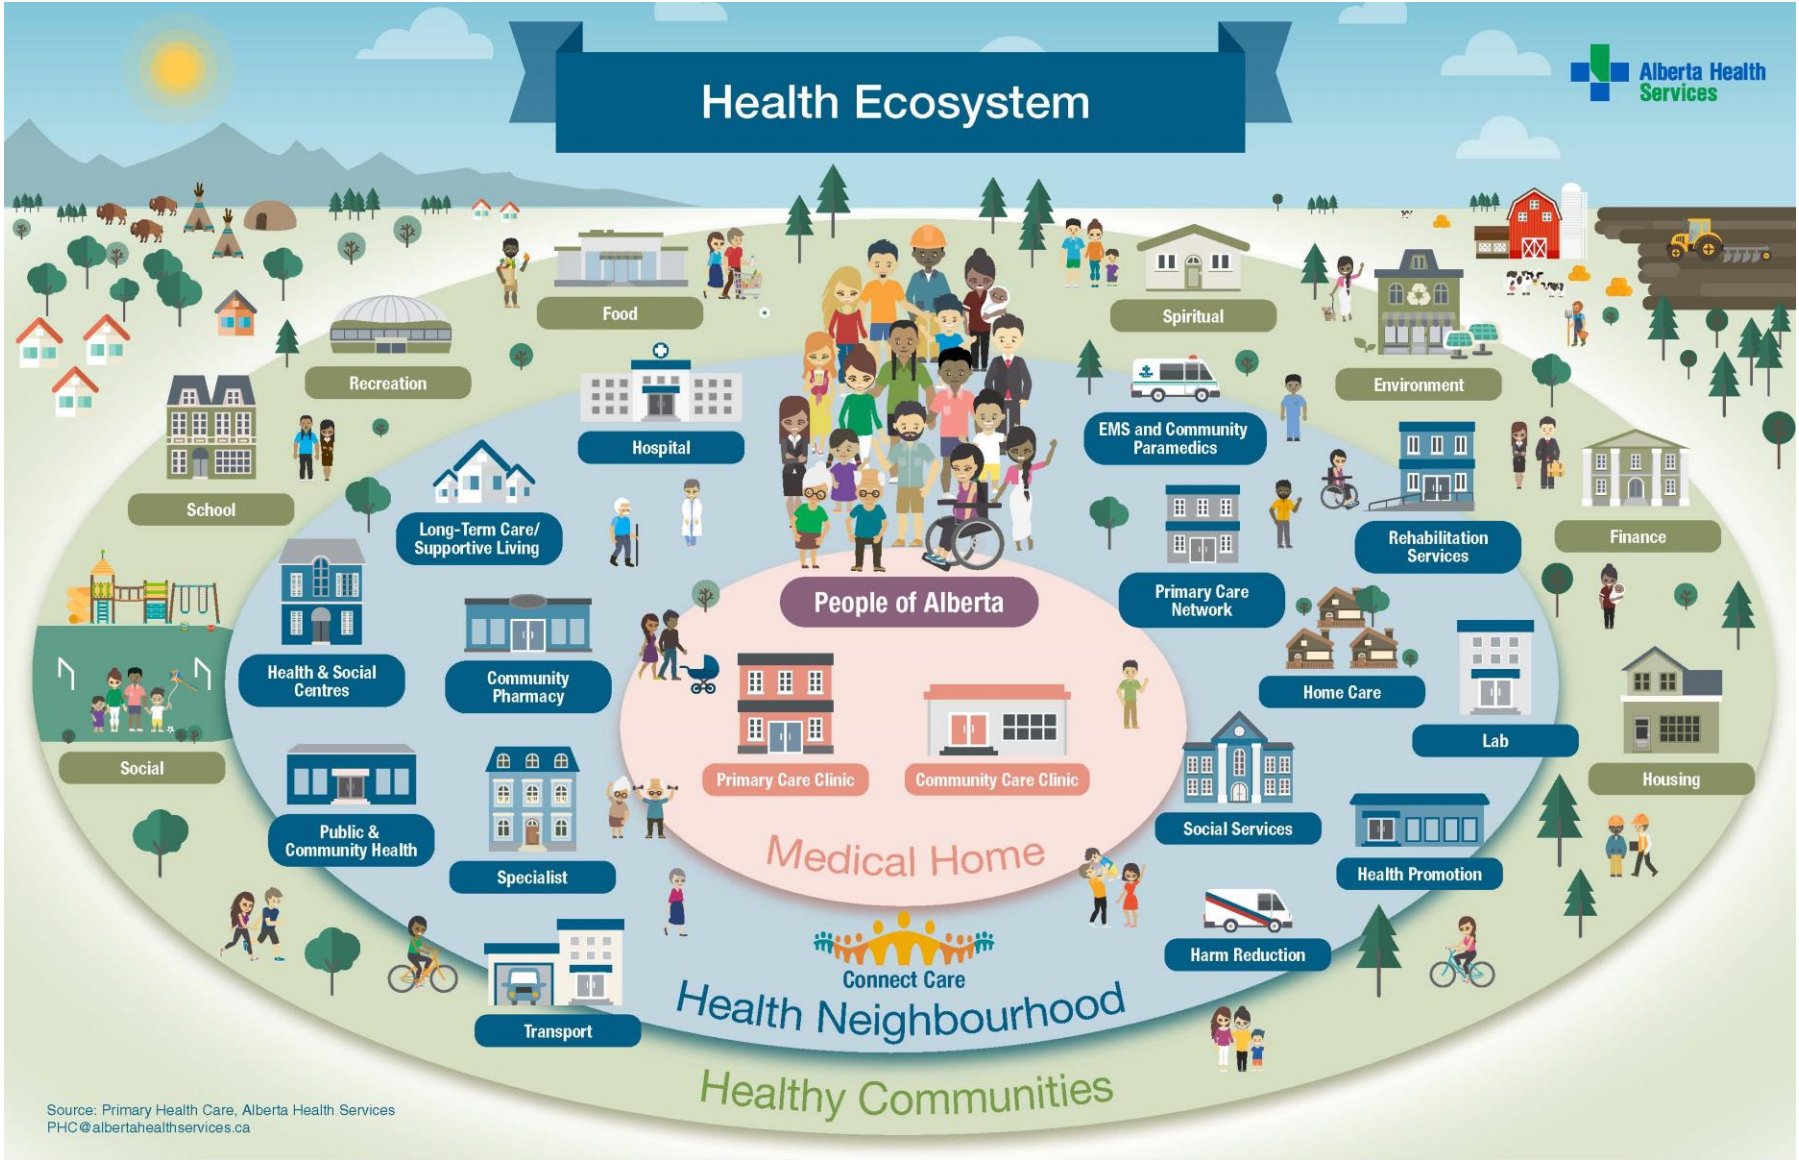 Health Ecosystem
Alberta Health
Services
Food
Spiritual
Recreation
Environment
School
Hospital
EMS and Community
Paramedics
Long-Term Care/
Supportive Living
Rehabilitation
Services
Finance
People of Alberta
Primary Care
Network
Health & Social
Centres
Community
Pharmacy
Home Care
Lab
Social
Primary Care Clinic
Community Care Clinic
Housing
Public &
Community Health
Specialist
Medical Home
Social Services
Health Promotion
Harm Reduction
Connect Care
Transport
Health Neighbourhood
Healthy Communities
Source: Primary Health Care, Alberta Health Services
PHC@albertahealthservices.ca